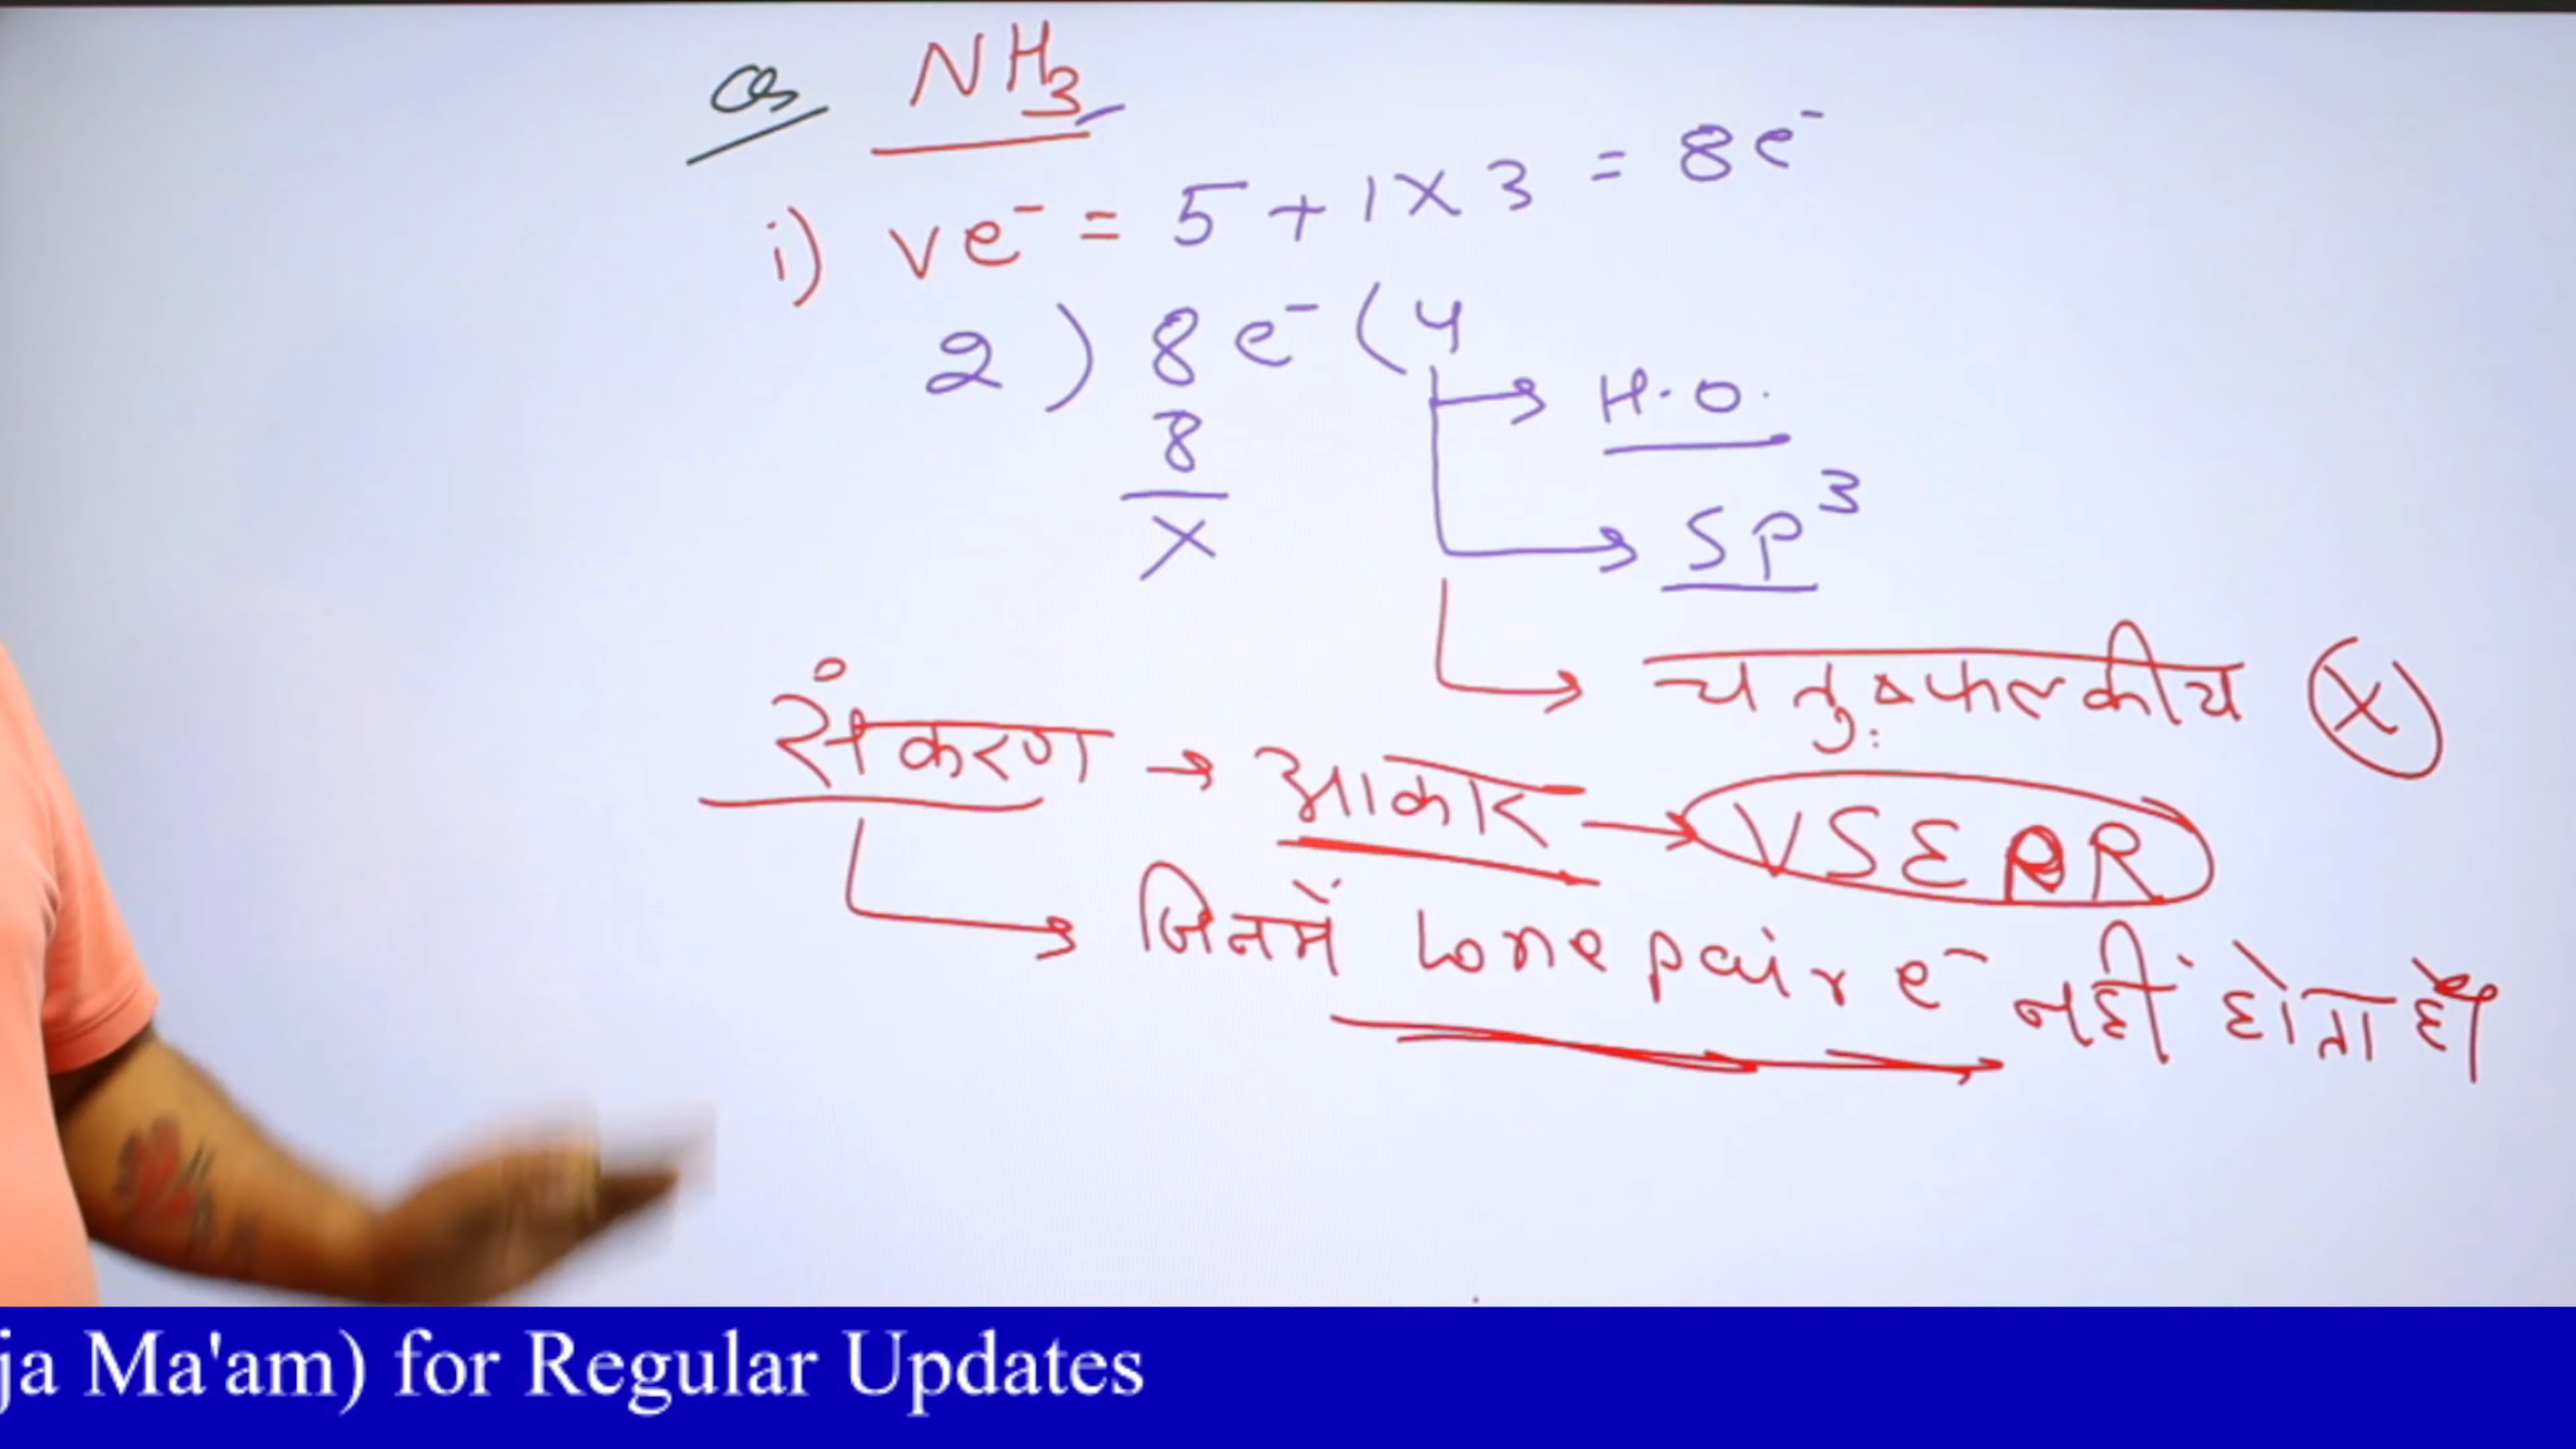 Q NH3
i) ve⁻ = 5 + 1 × 3 = 8e⁻
2 ) 8 e⁻ ( 4
8
×
→ H.O.
→ SP³
→ चतुष्फलकीय (X)
संकरण → आकार → VSEPR
→ जिनमें lone pair e⁻ नहीं होता है
ja Ma'am) for Regular Updates